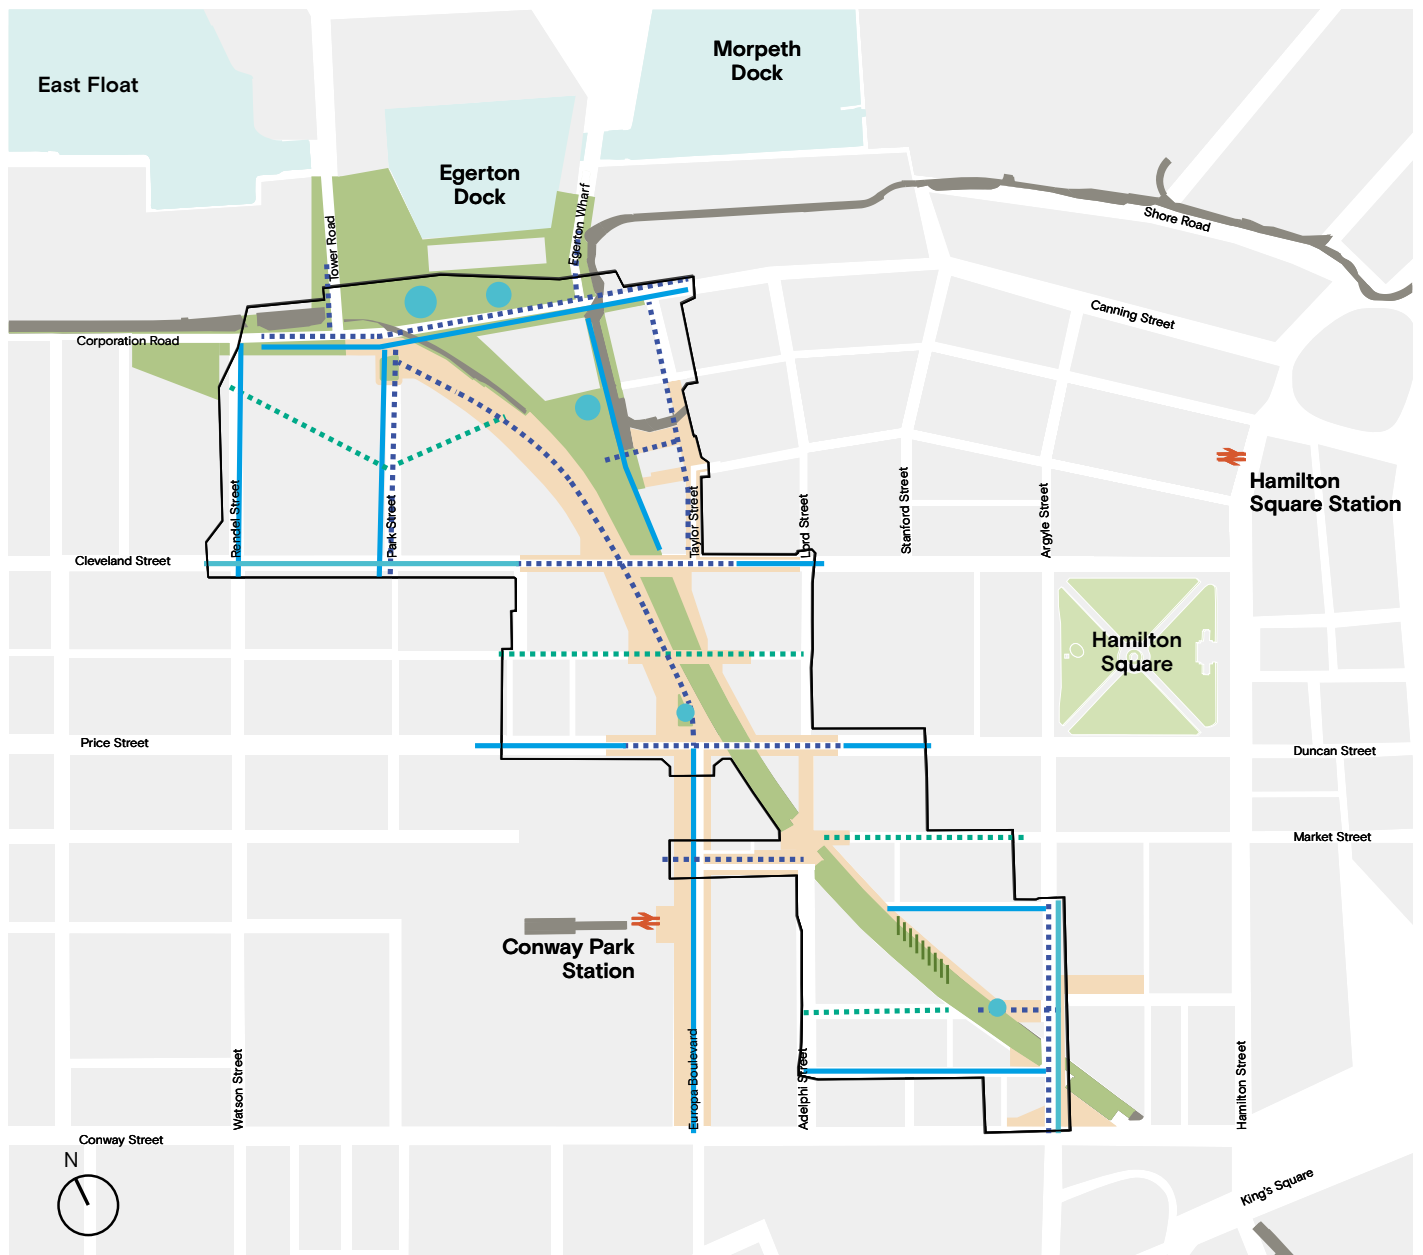 Morpeth
Dock
East Float
Egerton
Dock
Egerton Wharf
Tower Road
Shore Road
Canning Street
Corporation Road
Hamilton
Square Station
Rendel Street
Park Street
Taylor Street
Lord Street
Stanford Street
Argyle Street
Cleveland Street
Hamilton
Square
Price Street
Duncan Street
Market Street
Conway Park
Station
Watson Street
Europa Boulevard
Adelphi Street
Hamilton Street
Conway Street
N
King's Square